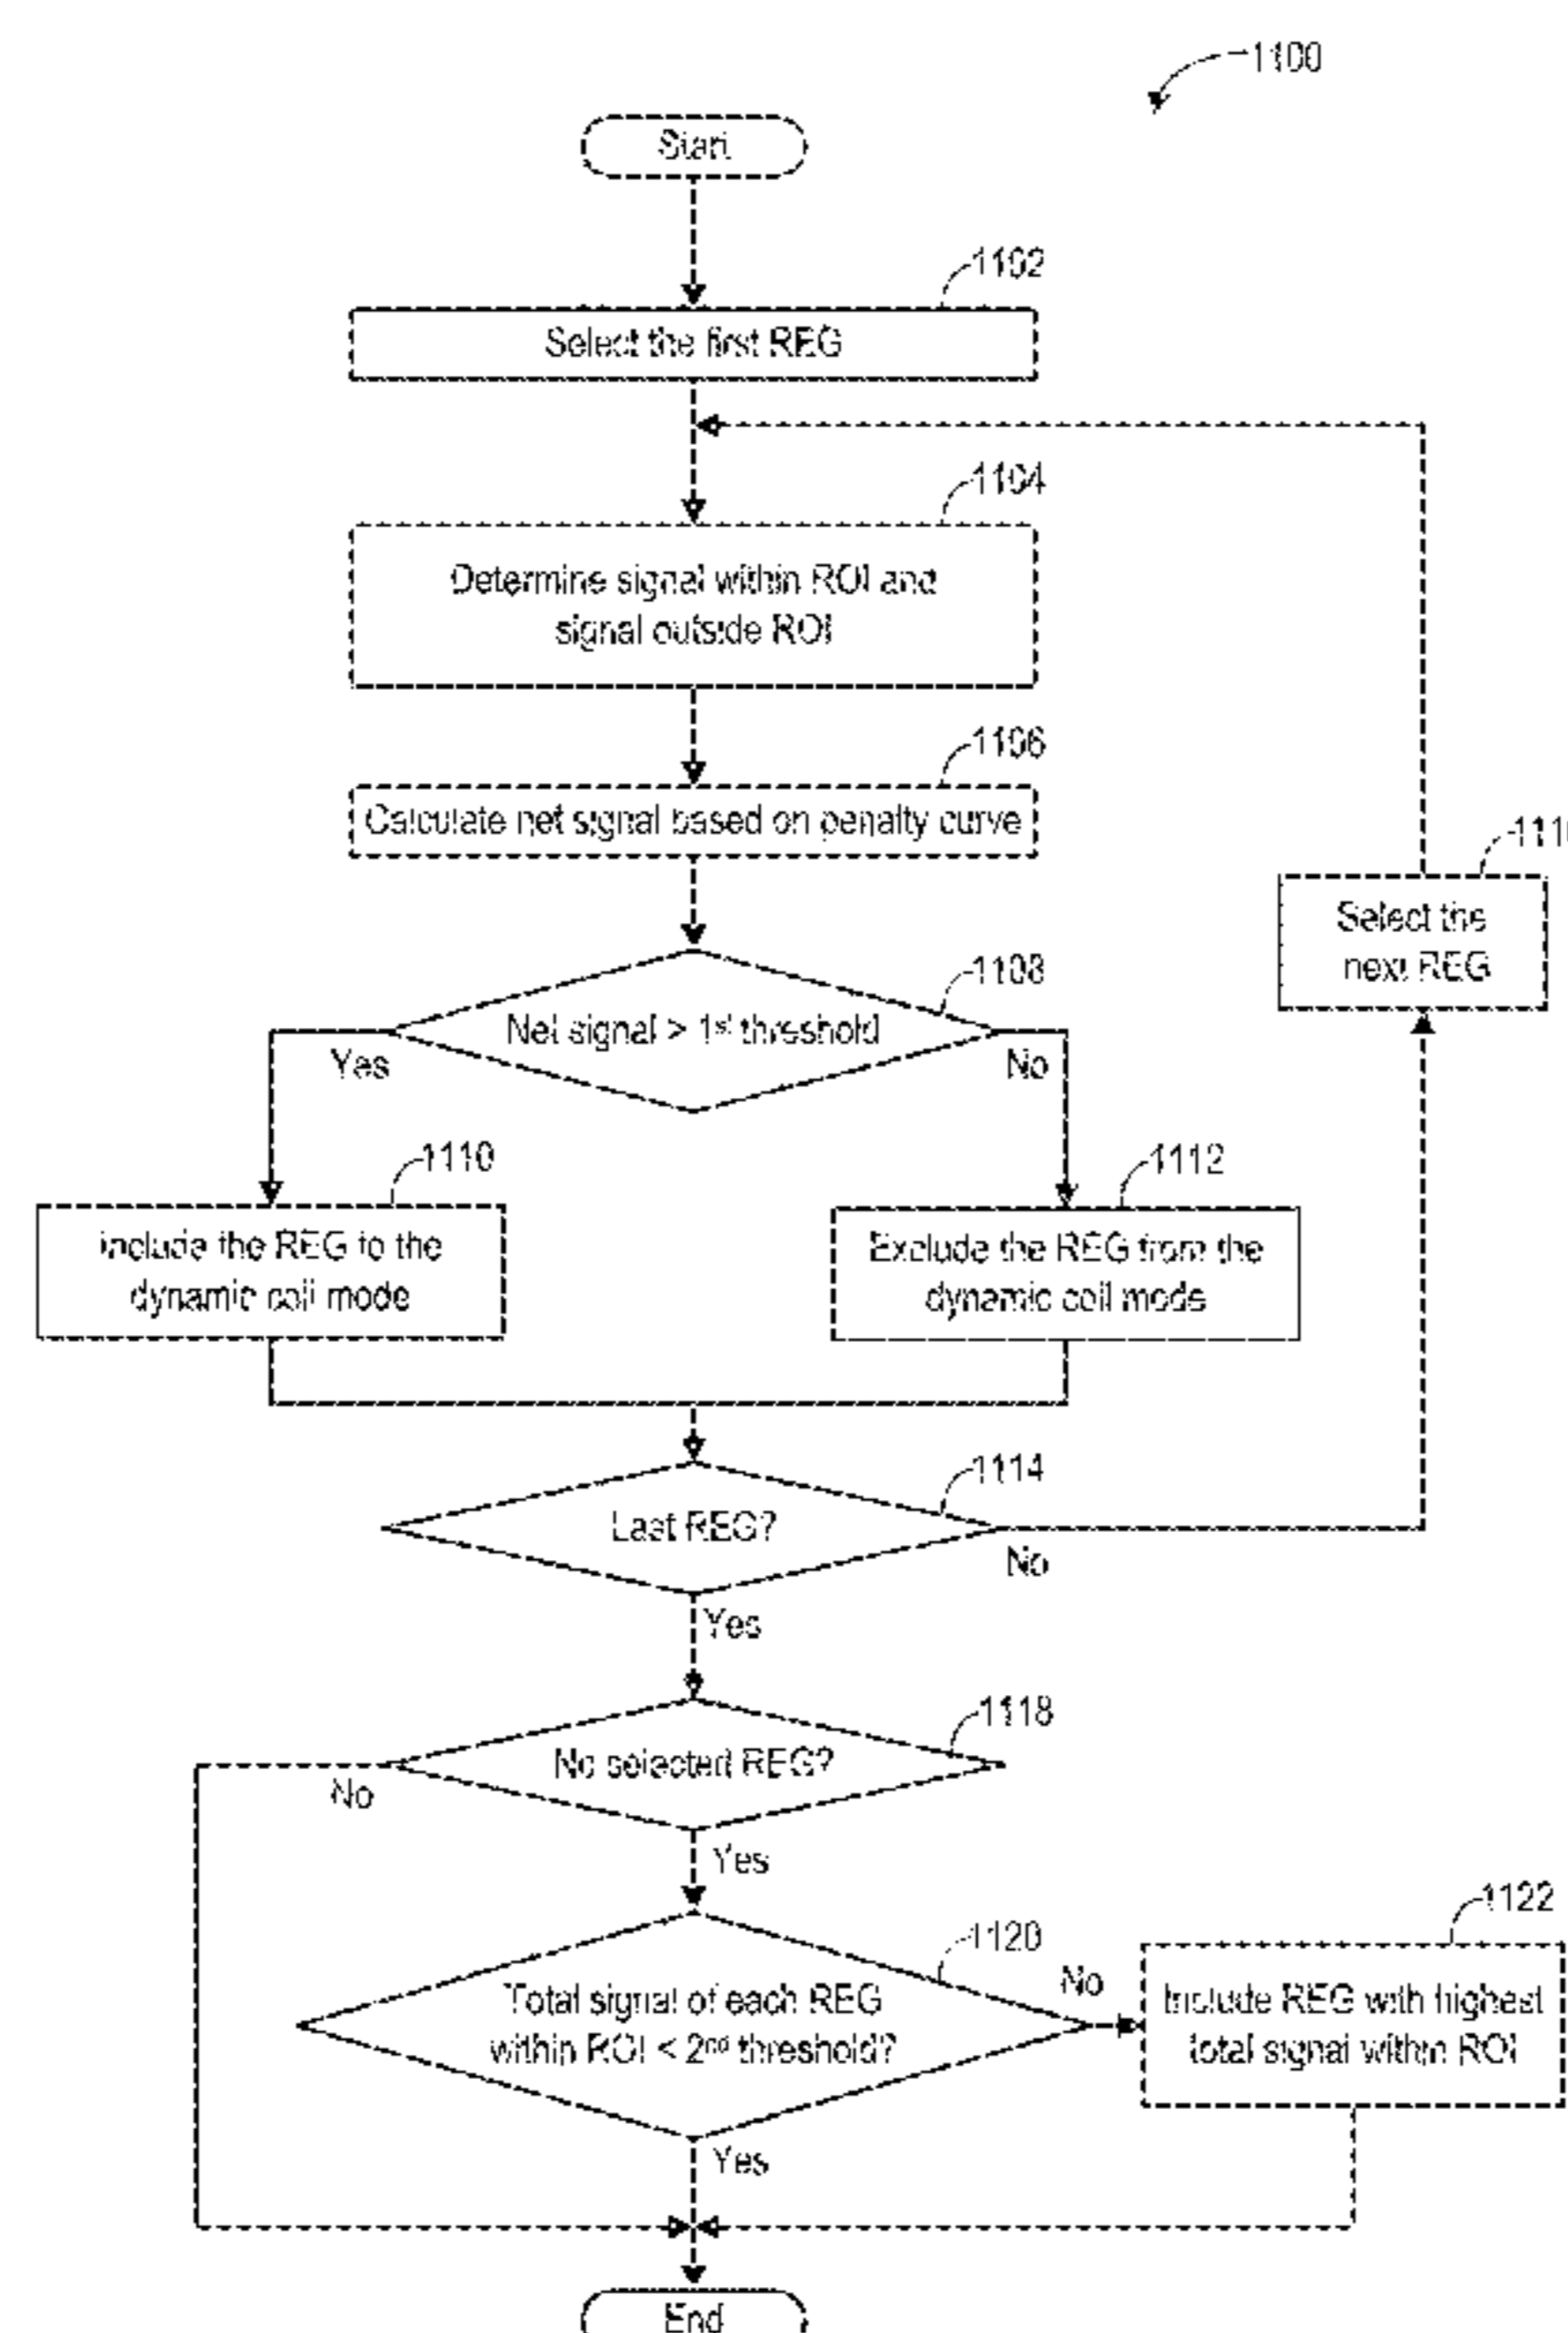 1100
Start
1102
Select the first REG
1104
Determine signal within ROI and
signal outside ROI
1106
Calculate net signal based on penalty curve
Select the
next REG
1108
Net signal > 1st threshold
Yes
No
1110
Include the REG to the
dynamic coil mode
1112
Exclude the REG from the
dynamic coil mode
1114
Last REG?
No
Yes
1118
No selected REG?
No
Yes
1120
Total signal of each REG
within ROI < 2nd threshold?
No
1122
Include REG with highest
total signal within ROI
Yes
End